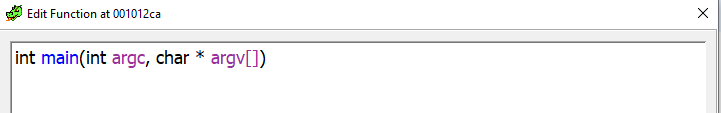 Edit Function at 001012ca
int main(int argc, char * argv[])